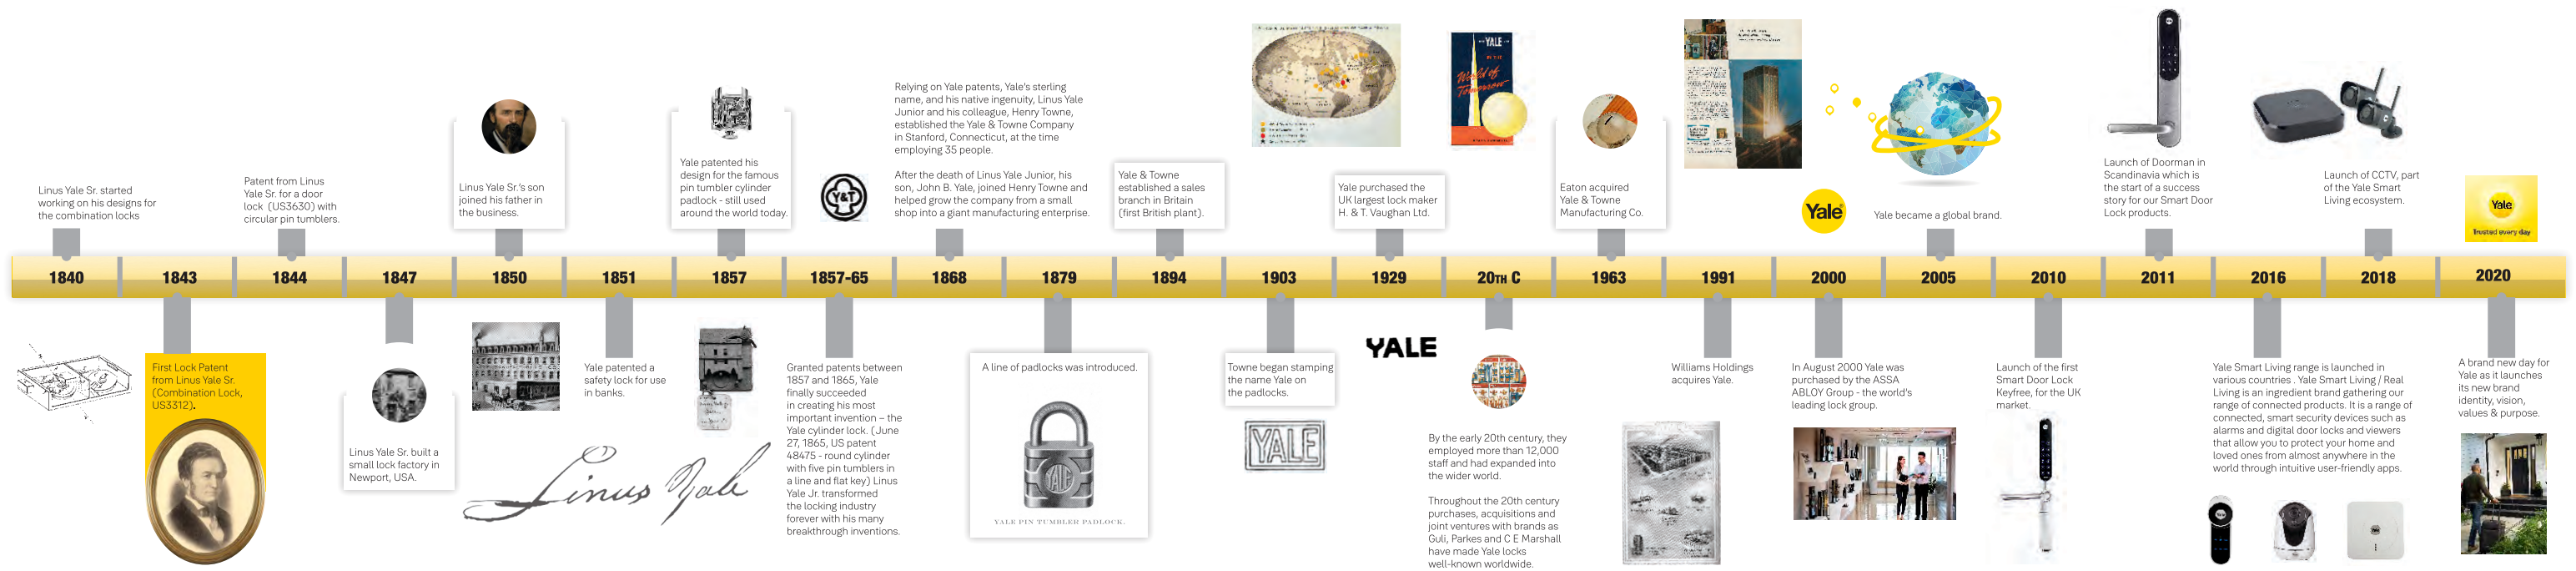 Linus Yale Sr. started
working on his designs for
the combination locks
1840
1843
First Lock Patent
from Linus Yale Sr.
(Combination Lock,
US3312).
Patent from Linus
Yale Sr. for a door
lock (US3630) with
circular pin tumblers.
1844
1847
Linus Yale Sr. built a
small lock factory in
Newport, USA.
Linus Yale Sr.'s son
joined his father in
the business.
1850
1851
Yale patented a
safety lock for use
in banks.
Linus Yale
Yale patented his
design for the famous
pin tumbler cylinder
padlock - still used
around the world today.
1857
Y&T
1857-65
Granted patents between
1857 and 1865, Yale
finally succeeded
in creating his most
important invention – the
Yale cylinder lock. (June
27, 1865, US patent
48475 - round cylinder
with five pin tumblers in
a line and flat key) Linus
Yale Jr. transformed
the locking industry
forever with his many
breakthrough inventions.
Relying on Yale patents, Yale's sterling
name, and his native ingenuity, Linus Yale
Junior and his colleague, Henry Towne,
established the Yale & Towne Company
in Stanford, Connecticut, at the time
employing 35 people.
After the death of Linus Yale Junior, his
son, John B. Yale, joined Henry Towne and
helped grow the company from a small
shop into a giant manufacturing enterprise.
1868
1879
A line of padlocks was introduced.
YALE
YALE PIN TUMBLER PADLOCK.
Yale & Towne
established a sales
branch in Britain
(first British plant).
1894
1903
Towne began stamping
the name Yale on
the padlocks.
YALE
Yale purchased the
UK largest lock maker
H. & T. Vaughan Ltd.
1929
YALE
YALE
IN THE
World of
Tomorrow
20TH C
By the early 20th century, they
employed more than 12,000
staff and had expanded into
the wider world.
Throughout the 20th century
purchases, acquisitions and
joint ventures with brands as
Guli, Parkes and C E Marshall
have made Yale locks
well-known worldwide.
Eaton acquired
Yale & Towne
Manufacturing Co.
1963
1991
Williams Holdings
acquires Yale.
Yale
2000
In August 2000 Yale was
purchased by the ASSA
ABLOY Group - the world's
leading lock group.
Yale became a global brand.
2005
2010
Launch of the first
Smart Door Lock
Keyfree, for the UK
market.
Launch of Doorman in
Scandinavia which is
the start of a success
story for our Smart Door
Lock products.
2011
2016
Yale Smart Living range is launched in
various countries . Yale Smart Living / Real
Living is an ingredient brand gathering our
range of connected products. It is a range of
connected, smart security devices such as
alarms and digital door locks and viewers
that allow you to protect your home and
loved ones from almost anywhere in the
world through intuitive user-friendly apps.
Launch of CCTV, part
of the Yale Smart
Living ecosystem.
2018
Yale
Trusted every day
2020
A brand new day for
Yale as it launches
its new brand
identity, vision,
values & purpose.